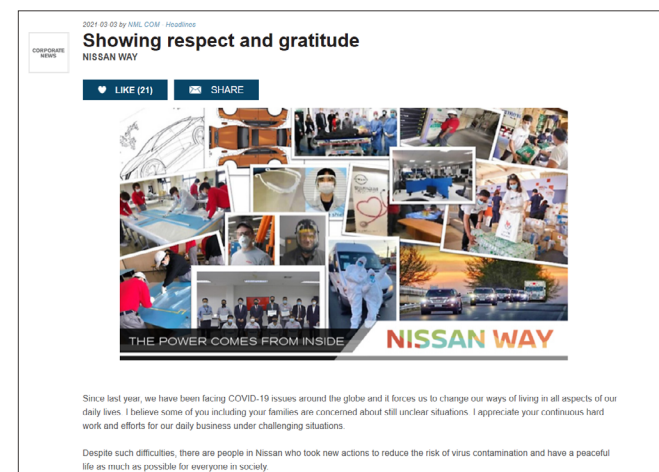 2021-03-03 by NML COM · Headlines
CORPORATE
NEWS
Showing respect and gratitude
NISSAN WAY
LIKE (21)
SHARE
THE POWER COMES FROM INSIDE
NISSAN WAY
Since last year, we have been facing COVID-19 issues around the globe and it forces us to change our ways of living in all aspects of our
daily lives. I believe some of you including your families are concerned about still unclear situations. I appreciate your continuous hard
work and efforts for our daily business under challenging situations.
Despite such difficulties, there are people in Nissan who took new actions to reduce the risk of virus contamination and have a peaceful
life as much as possible for everyone in society.